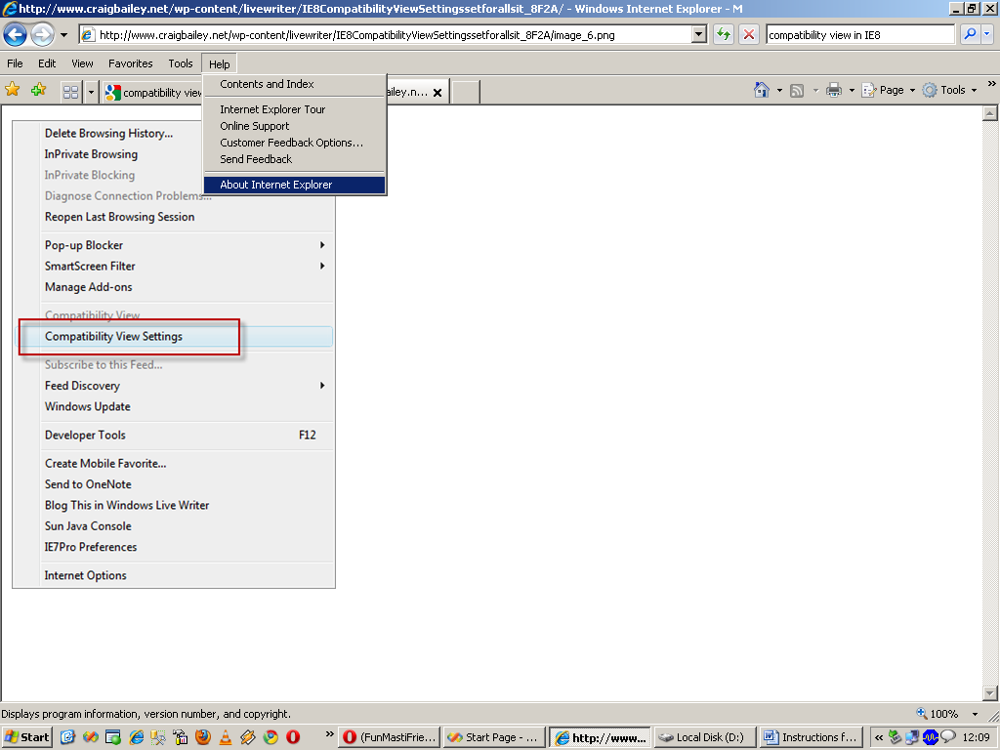 http://www.craigbailey.net/wp-content/livewriter/IE8CompatibilityViewSettingssetforallsit_8F2A/ - Windows Internet Explorer - M
http://www.craigbailey.net/wp-content/livewriter/IE8CompatibilityViewSettingssetforallsit_8F2A/image_6.png
compatibility view in IE8
File Edit View Favorites Tools Help
compatibility view
ailey.n...
Page Tools
Contents and Index
Internet Explorer Tour
Online Support
Customer Feedback Options...
Send Feedback
About Internet Explorer
Delete Browsing History...
InPrivate Browsing
InPrivate Blocking
Diagnose Connection Problems...
Reopen Last Browsing Session
Pop-up Blocker
SmartScreen Filter
Manage Add-ons
Compatibility View
Compatibility View Settings
Subscribe to this Feed...
Feed Discovery
Windows Update
Developer Tools F12
Create Mobile Favorite...
Send to OneNote
Blog This in Windows Live Writer
Sun Java Console
IE7Pro Preferences
Internet Options
Displays program information, version number, and copyright.
100%
Start
(FunMastiFrie...
Start Page - ...
http://www...
Local Disk (D:)
Instructions f...
12:09